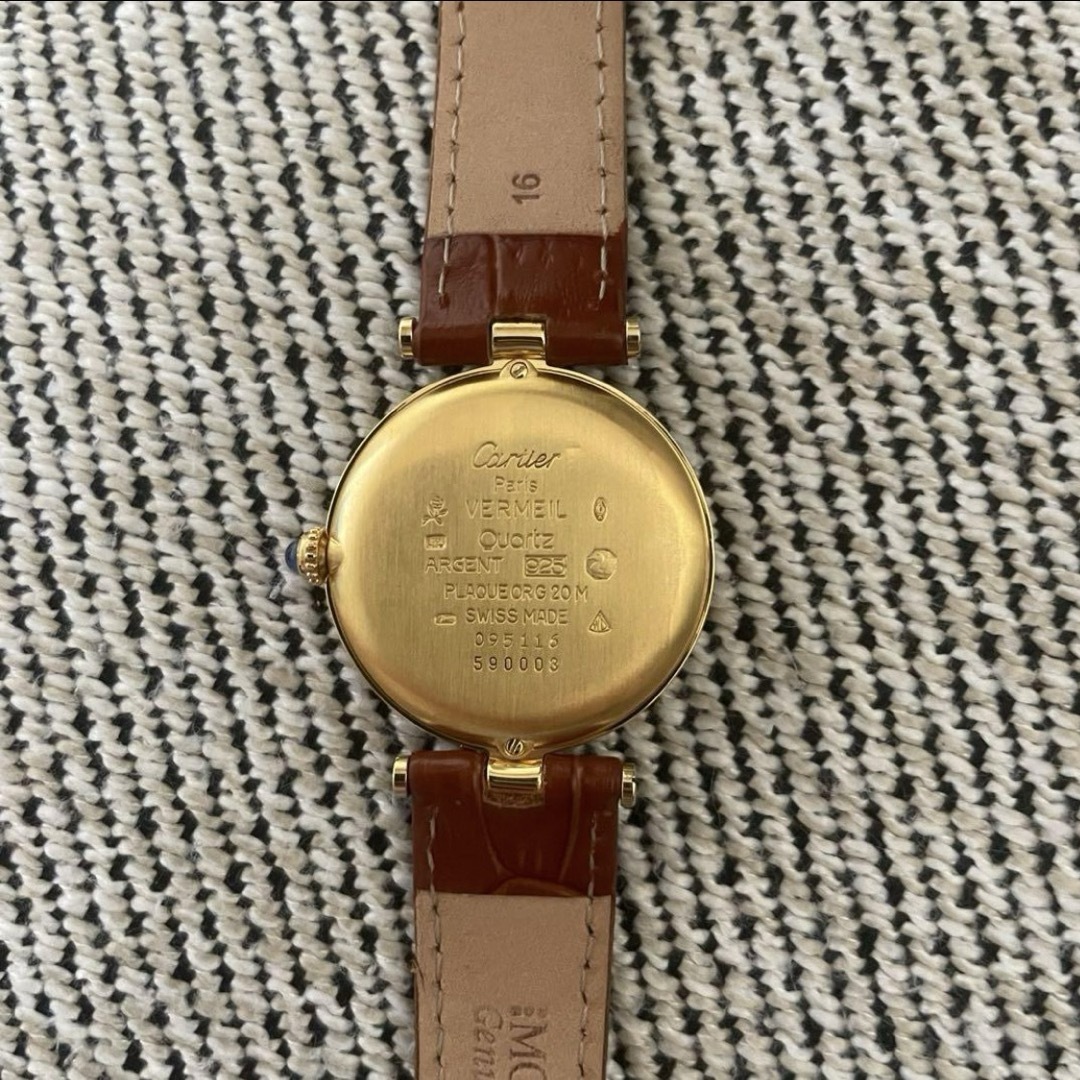 16
Cartier
Paris
VERMEIL
Quartz
ARGENT 925
PLAQUE OR G 20 M
SWISS MADE
095116
590003